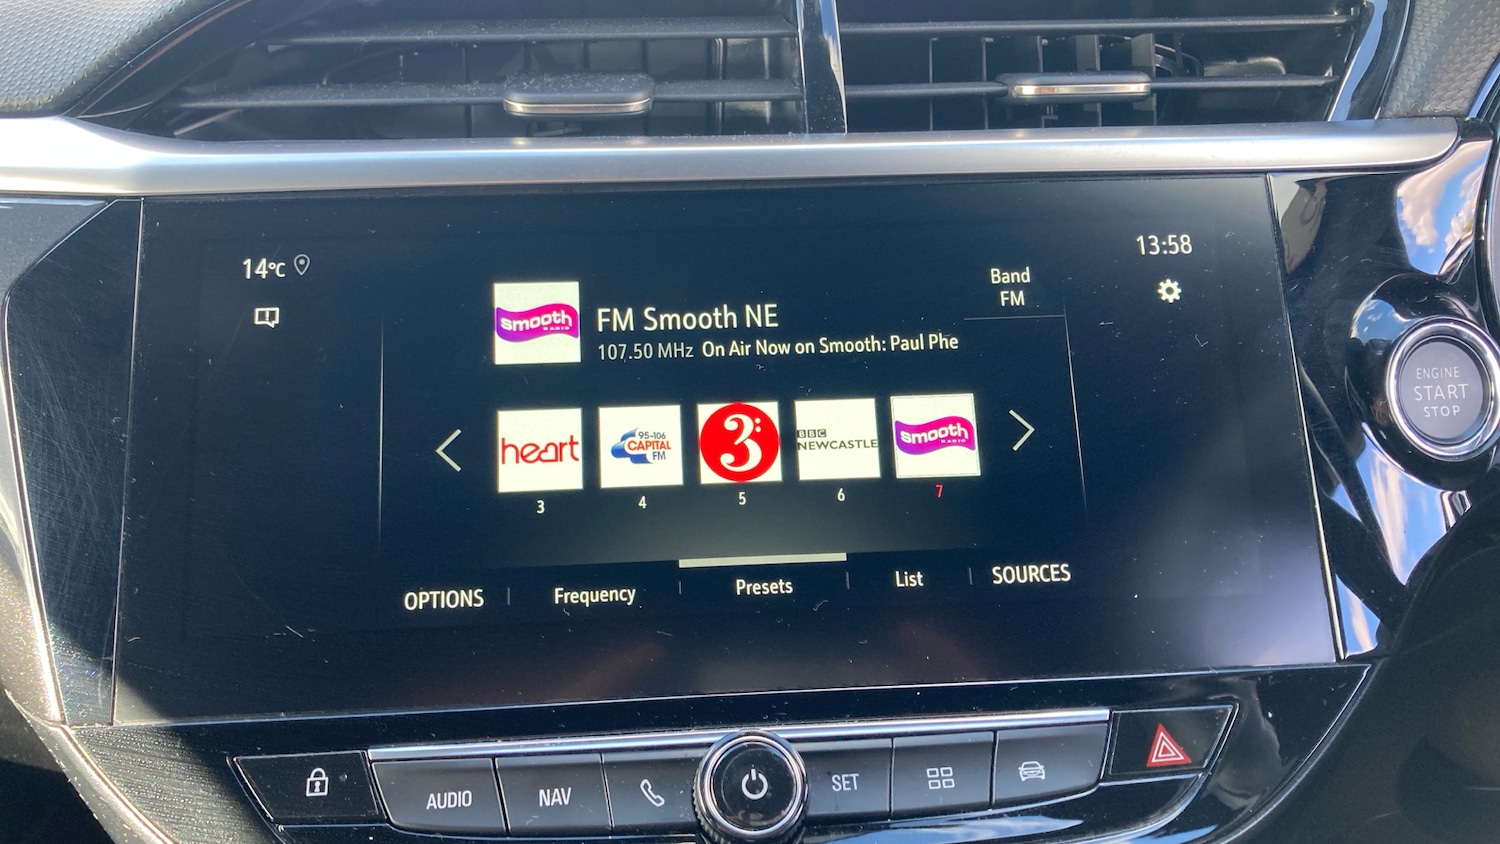 14°C
13:58
Band
FM
smooth
RADIO
FM Smooth NE
107.50 MHz On Air Now on Smooth: Paul Phe
heart
95-106
CAPITAL
FM
3:
BBC
NEWCASTLE
smooth
RADIO
3
4
5
6
7
OPTIONS
Frequency
Presets
List
SOURCES
ENGINE
START
STOP
AUDIO
NAV
SET